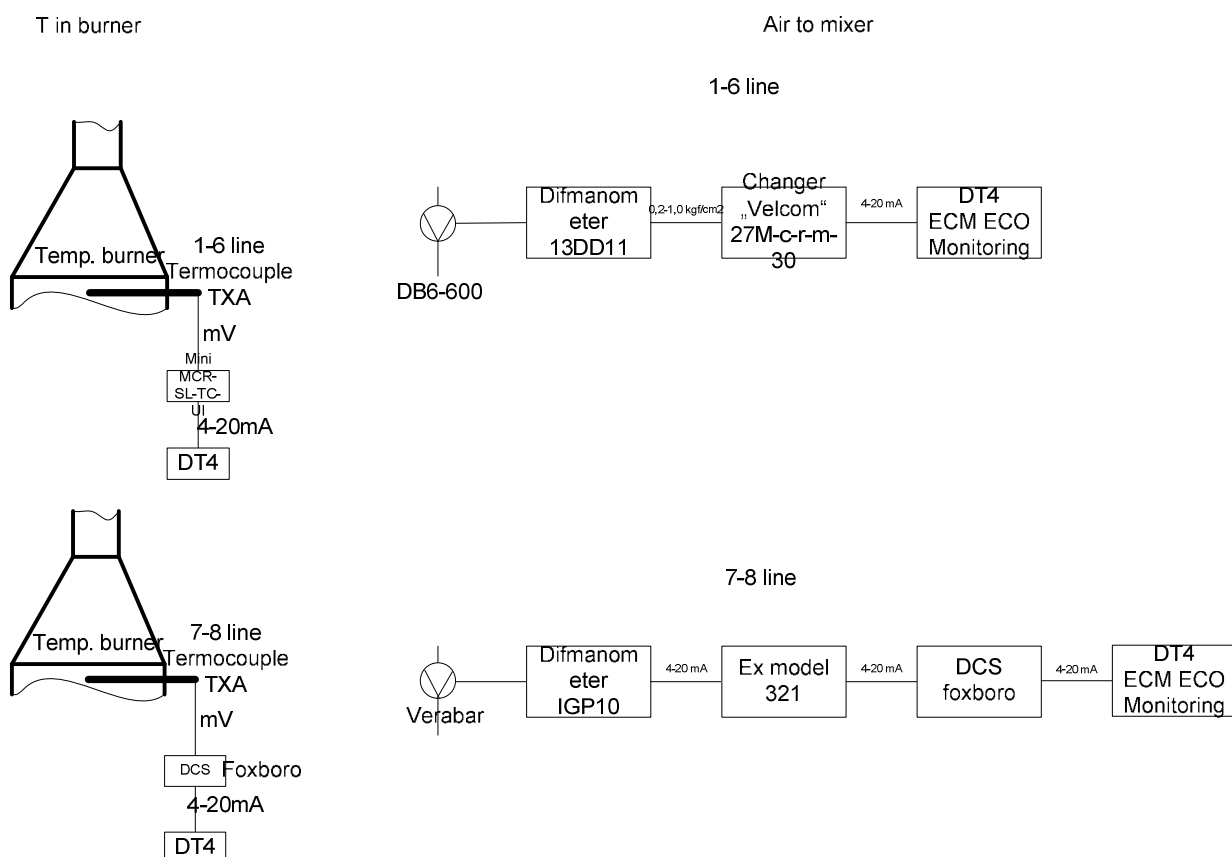 T in burner
Air to mixer
1-6 line
Temp. burner
1-6 line
Termocouple
TXA
mV
Mini
MCR-
SL-TC-
UI
4-20mA
DT4
DB6-600
Difmanom
eter
13DD11
0,2-1,0 kgf/cm2
Changer
„Velcom“
27M-c-r-m-
30
4-20 mA
DT4
ECM ECO
Monitoring
7-8 line
Temp. burner
7-8 line
Termocouple
TXA
mV
DCS
Foxboro
4-20mA
DT4
Verabar
Difmanom
eter
IGP10
4-20 mA
Ex model
321
4-20 mA
DCS
foxboro
4-20 mA
DT4
ECM ECO
Monitoring